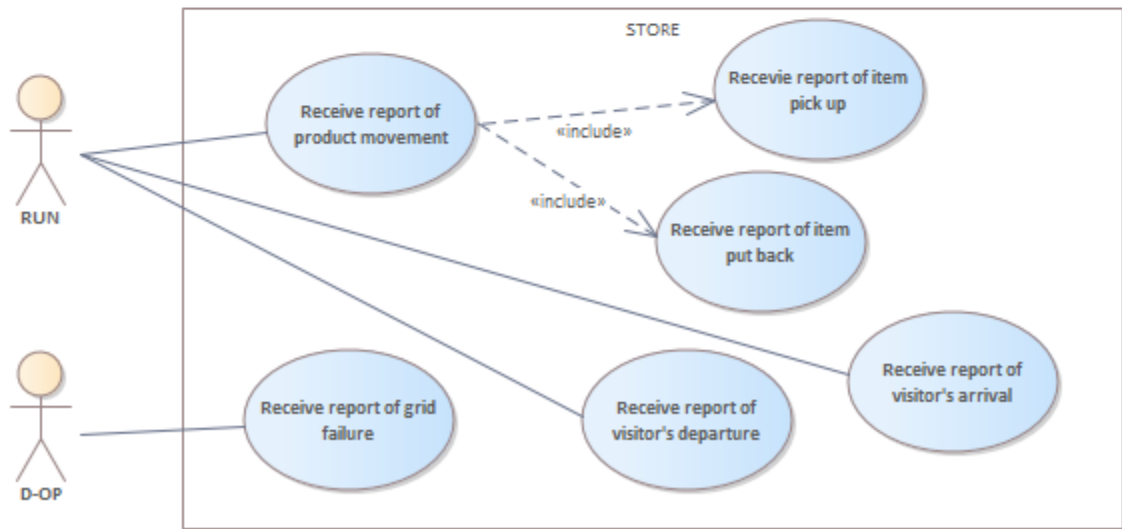 STORE
Recevie report of item
pick up
Receive report of
product movement
«include»
RUN
«include»
Receive report of item
put back
Receive report of
visitor's arrival
Receive report of grid
failure
Receive report of
visitor's departure
D-OP